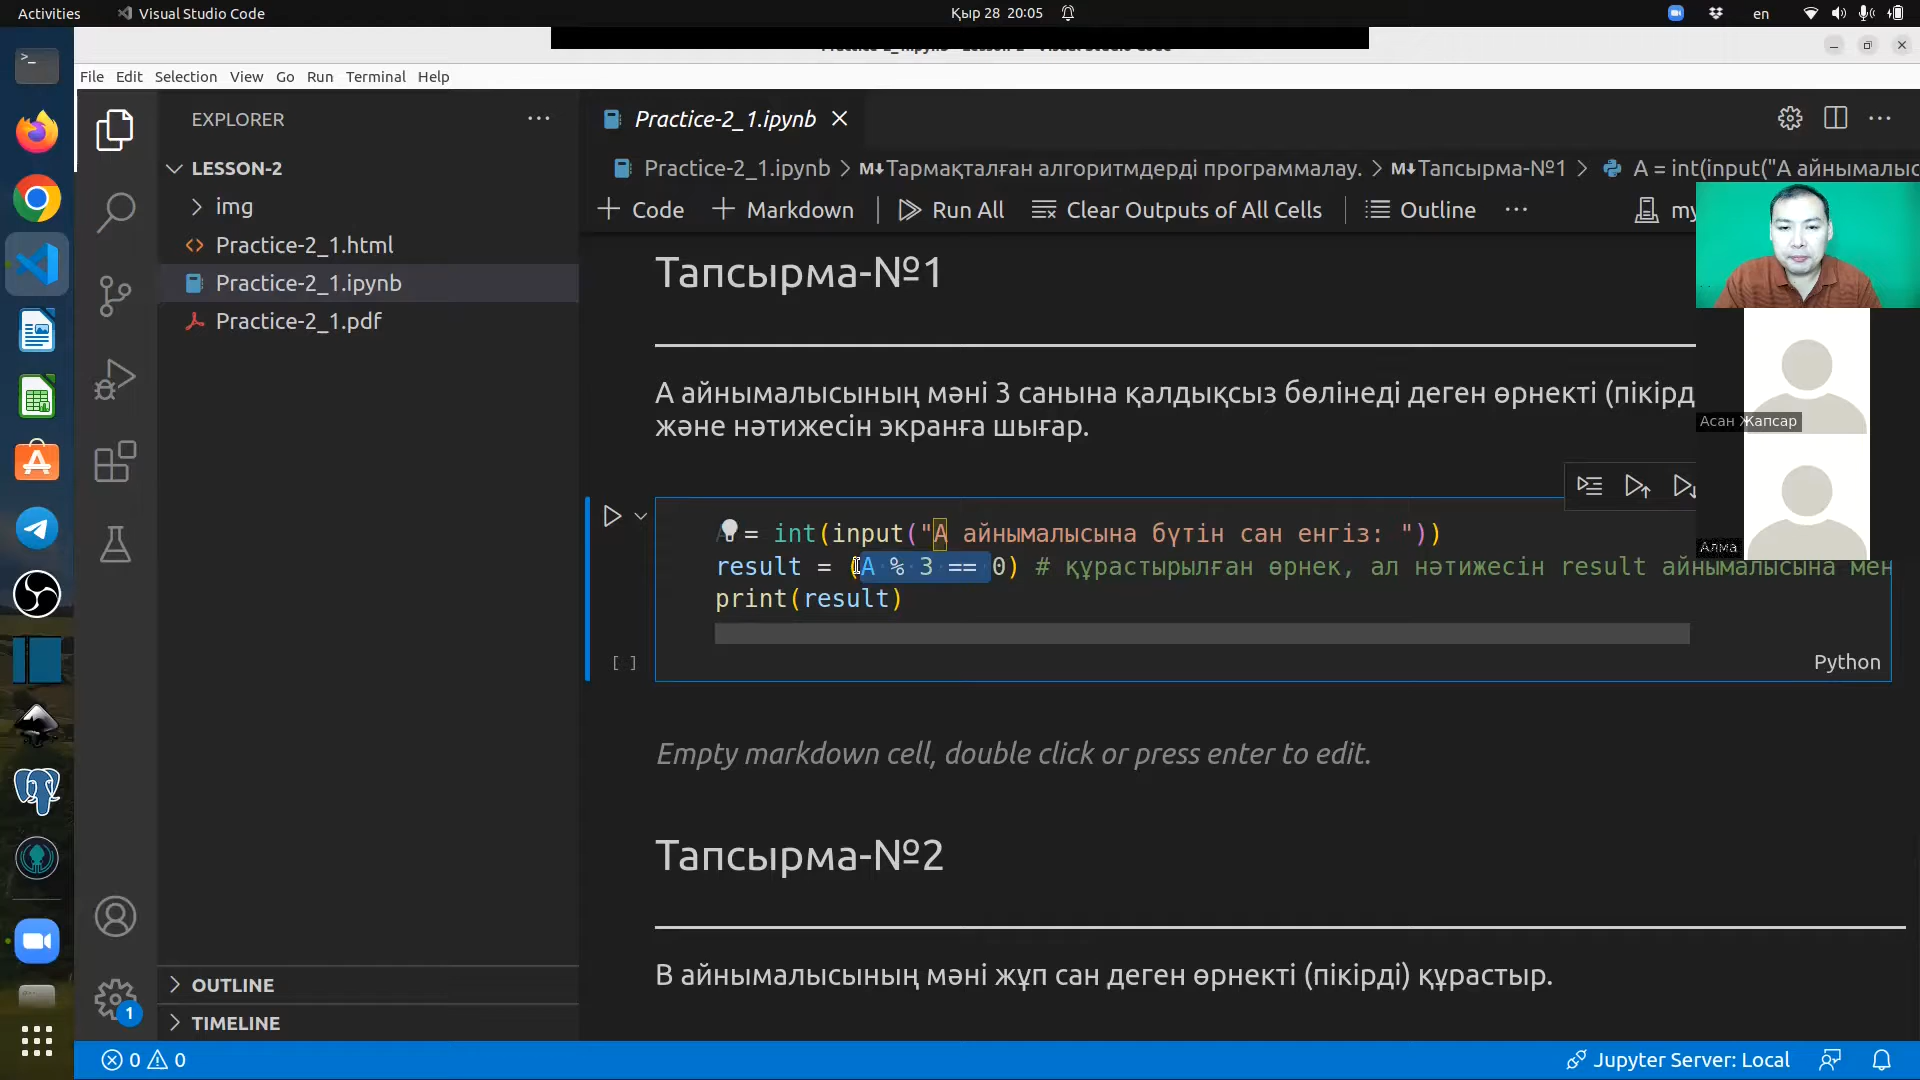 Activities
Visual Studio Code
Қыр 28 20:05
en
File Edit Selection View Go Run Terminal Help
EXPLORER
LESSON-2
img
Practice-2_1.html
Practice-2_1.ipynb
Practice-2_1.pdf
OUTLINE
TIMELINE
Practice-2_1.ipynb
Practice-2_1.ipynb > M↓Тармақталған алгоритмдерді программалау. > M↓Тапсырма-№1 > A = int(input("А айнымалыс
+ Code + Markdown Run All Clear Outputs of All Cells Outline ... my
Тапсырма-№1
А айнымалысының мәні 3 санына қалдықсыз бөлінеді деген өрнекті (пікірд
және нәтижесін экранға шығар.
= int(input("А айнымалысына бүтін сан енгіз: "))
result = (A % 3 == 0) # құрастырылған өрнек, ал нәтижесін result айнымалысына мен
print(result)
[ ]
Python
Empty markdown cell, double click or press enter to edit.
Тапсырма-№2
В айнымалысының мәні жұп сан деген өрнекті (пікірді) құрастыр.
Асан Жапсар
Алма
1
0 0
Jupyter Server: Local